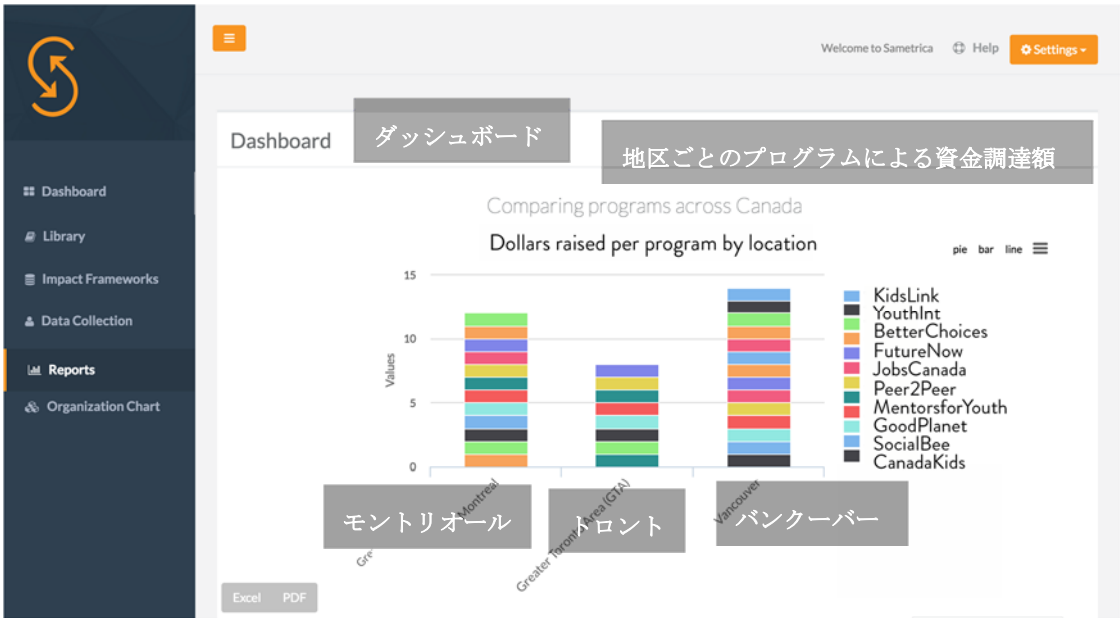 Welcome to Sametrica
Help
Settings
Dashboard
ダッシュボード
地区ごとのプログラムによる資金調達額
Dashboard
Library
Impact Frameworks
Data Collection
Reports
Organization Chart
Comparing programs across Canada
Dollars raised per program by location
pie bar line
15
10
5
0
Values
KidsLink
YouthInt
BetterChoices
FutureNow
JobsCanada
Peer2Peer
MentorsforYouth
GoodPlanet
SocialBee
CanadaKids
Montreal
Greater Toronto Area (GTA)
Vancouver
モントリオール
トロント
バンクーバー
Excel PDF